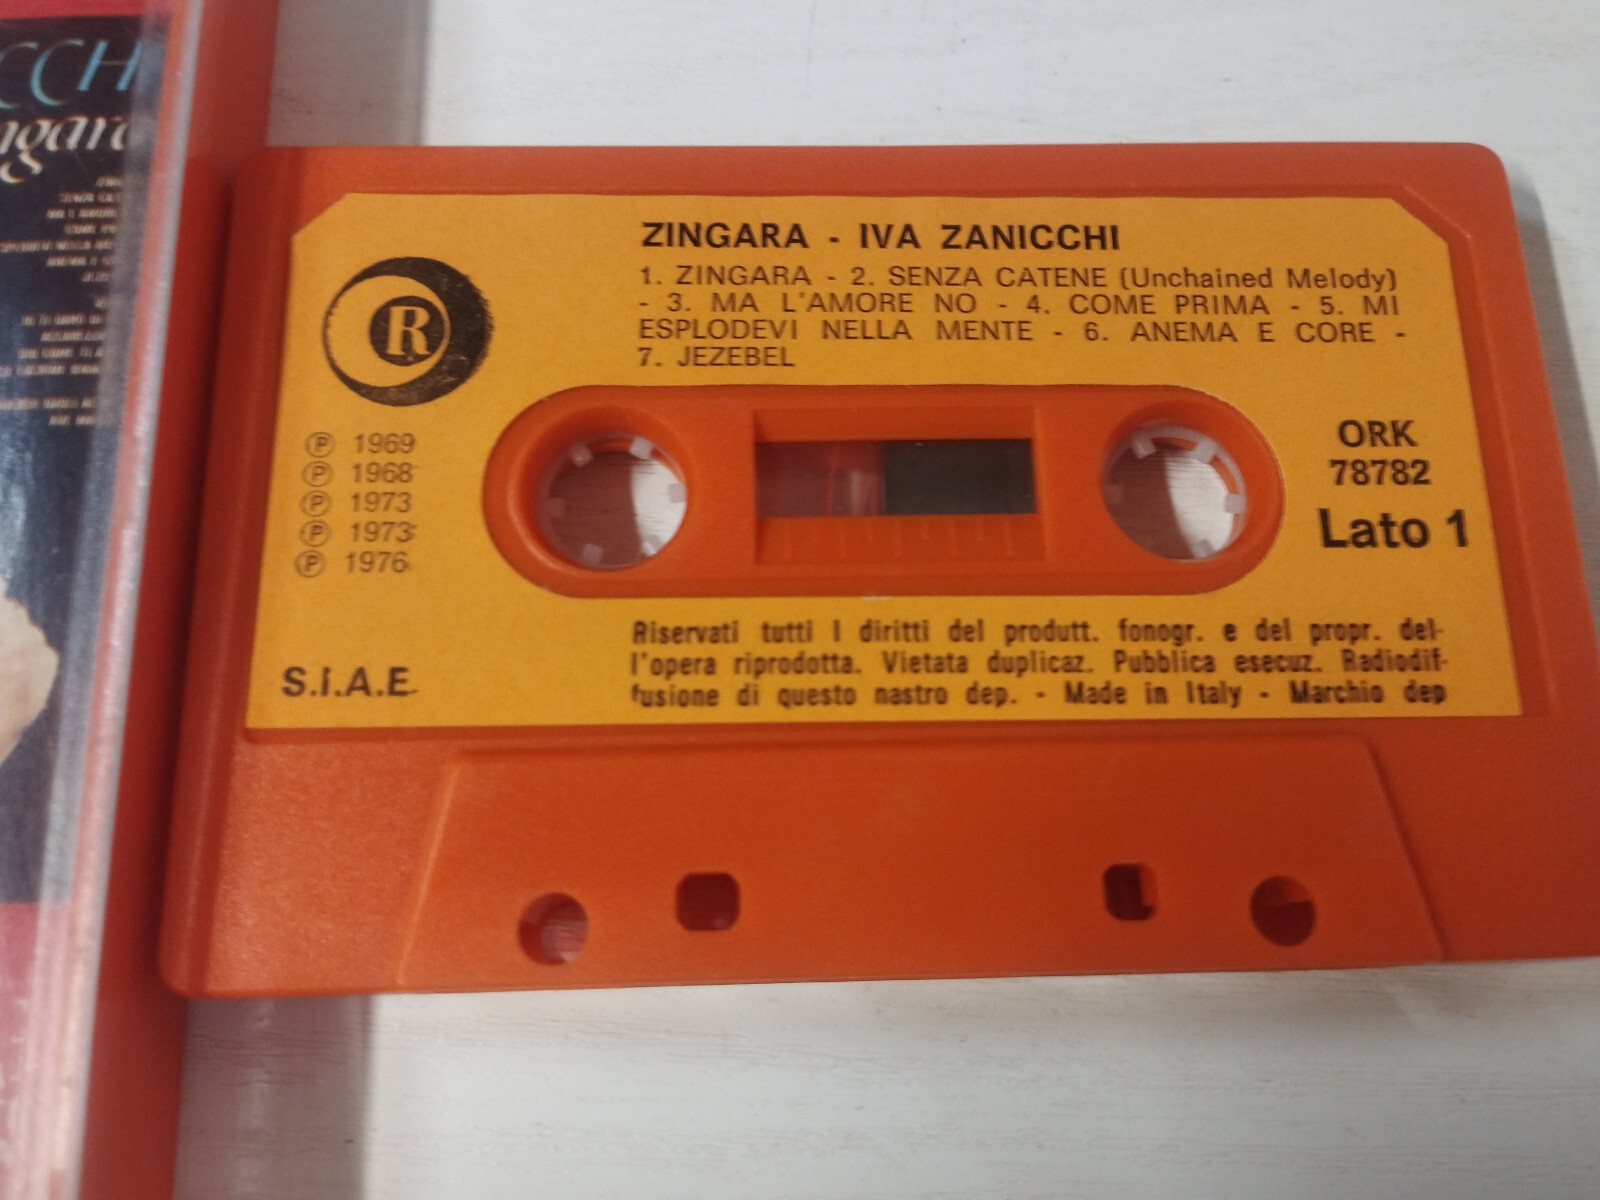 CCHI
ngara
ZINGARA - IVA ZANICCHI
1. ZINGARA - 2. SENZA CATENE (Unchained Melody)
- 3. MA L'AMORE NO - 4. COME PRIMA - 5. MI
ESPLODEVI NELLA MENTE - 6. ANEMA E CORE -
7. JEZEBEL
R
Ⓟ 1969
Ⓟ 1968
Ⓟ 1973
Ⓟ 1973
Ⓟ 1976
ORK
78782
Lato 1
S.I.A.E.
Riservati tutti i diritti del produtt. fonogr. e del propr. del-
l'opera riprodotta. Vietata duplicaz. Pubblica esecuz. Radiodif-
fusione di questo nastro dep. - Made in Italy - Marchio dep